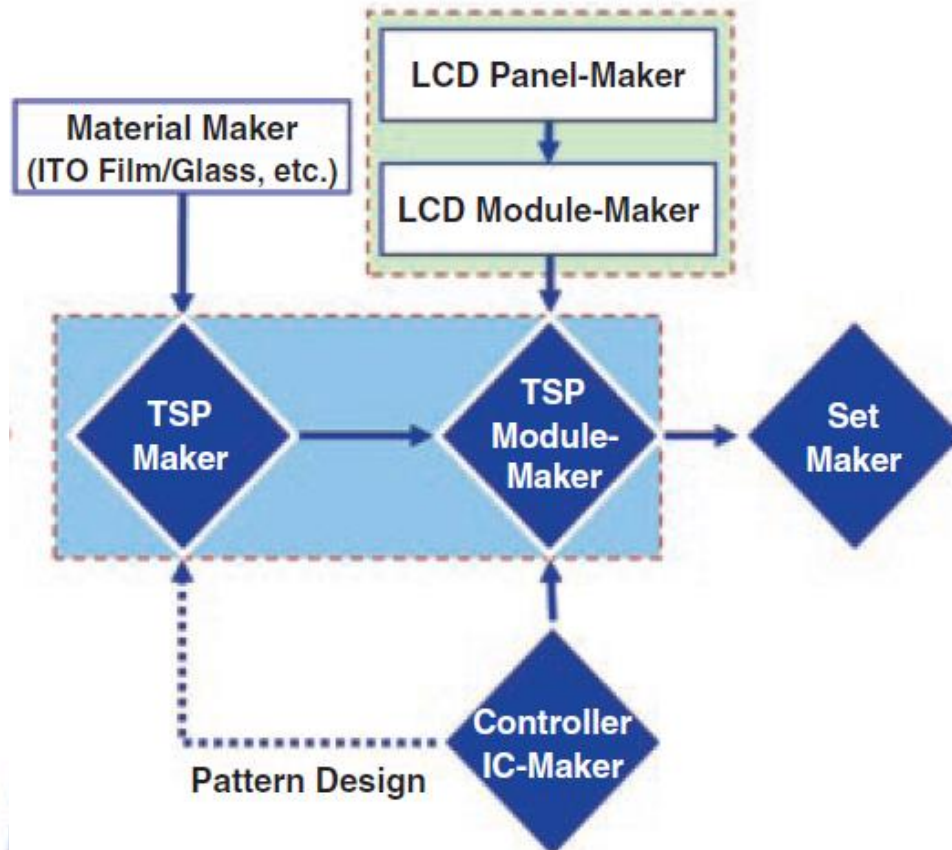 LCD Panel-Maker
Material Maker
(ITO Film/Glass, etc.)
LCD Module-Maker
TSP
Maker
TSP
Module-
Maker
Set
Maker
Controller
IC-Maker
Pattern Design